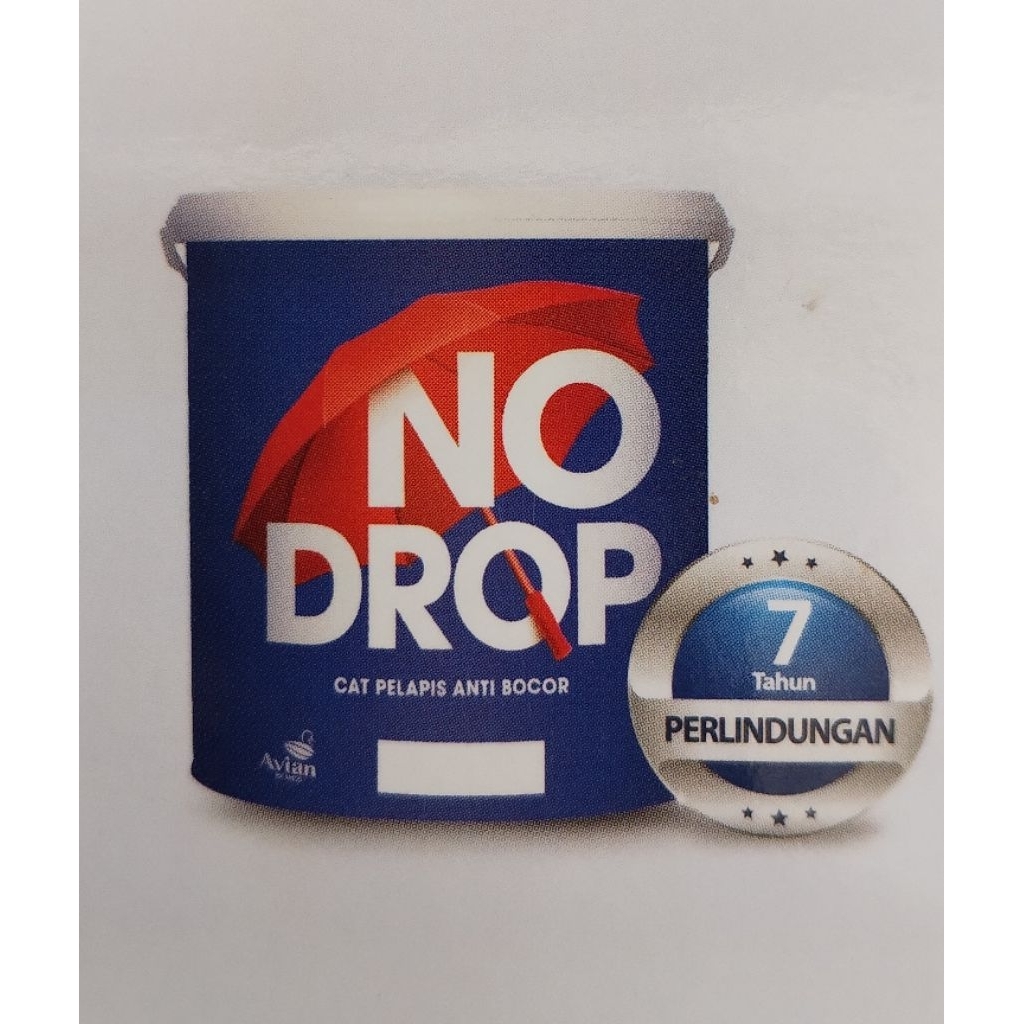 NO
DROP
CAT PELAPIS ANTI BOCOR
Avian
7
Tahun
PERLINDUNGAN